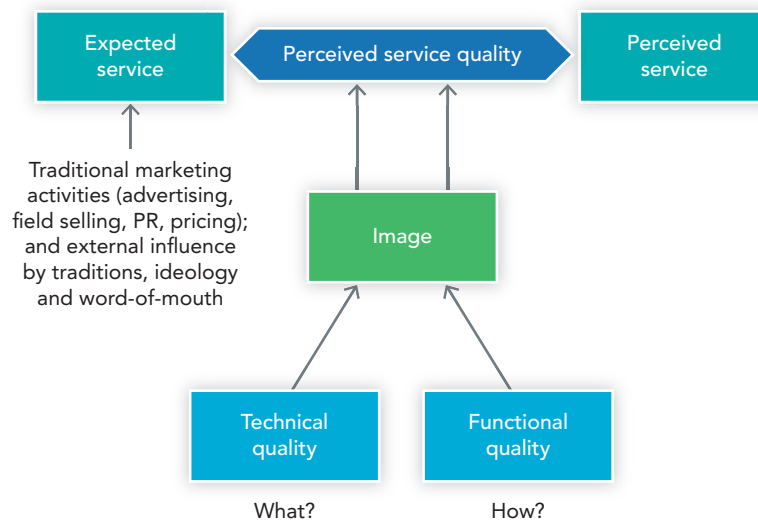 Expected
service
Perceived service quality
Perceived
service
Traditional marketing
activities (advertising,
field selling, PR, pricing);
and external influence
by traditions, ideology
and word-of-mouth
Image
Technical
quality
Functional
quality
What?
How?